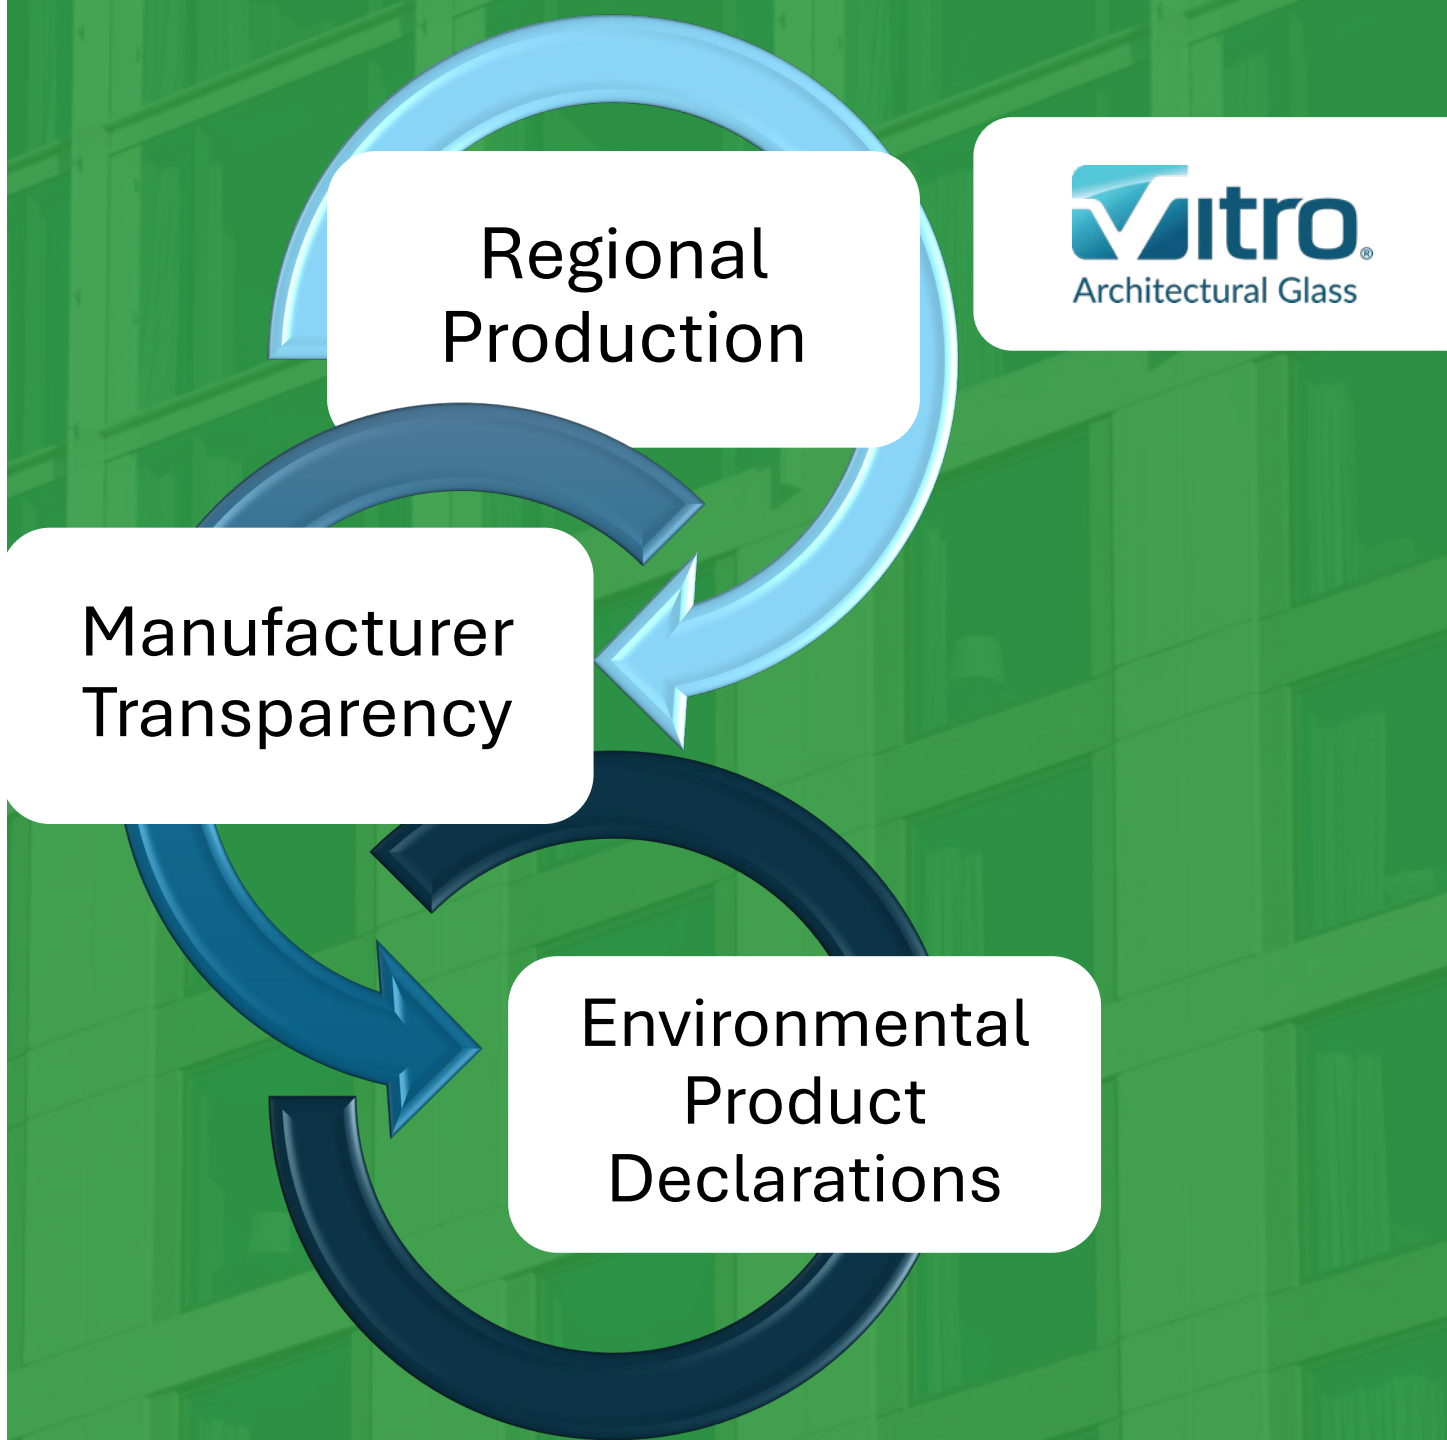 Regional
Production
Vitro®
Architectural Glass
Manufacturer
Transparency
Environmental
Product
Declarations